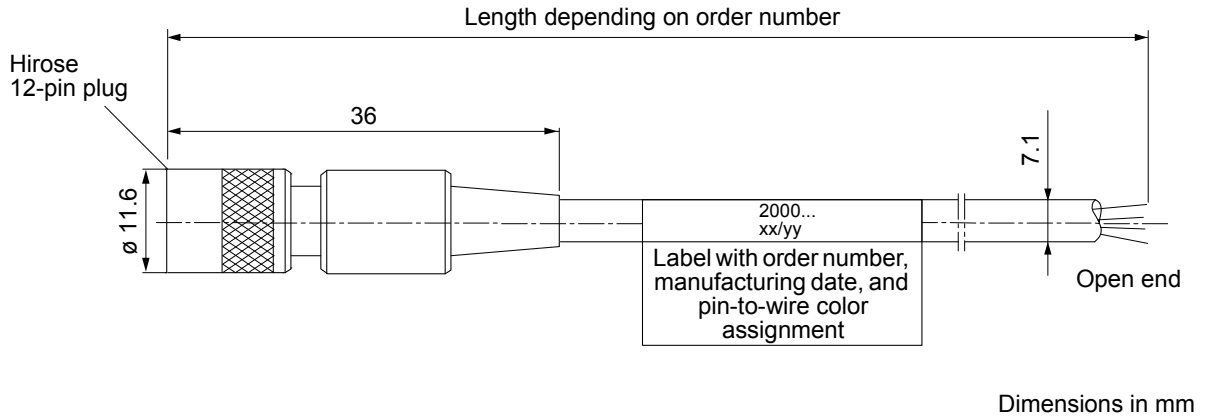 Length depending on order number
Hirose
12-pin plug
36
7.1
ø 11.6
2000...
xx/yy
Label with order number,
manufacturing date, and
pin-to-wire color
assignment
Open end
Dimensions in mm